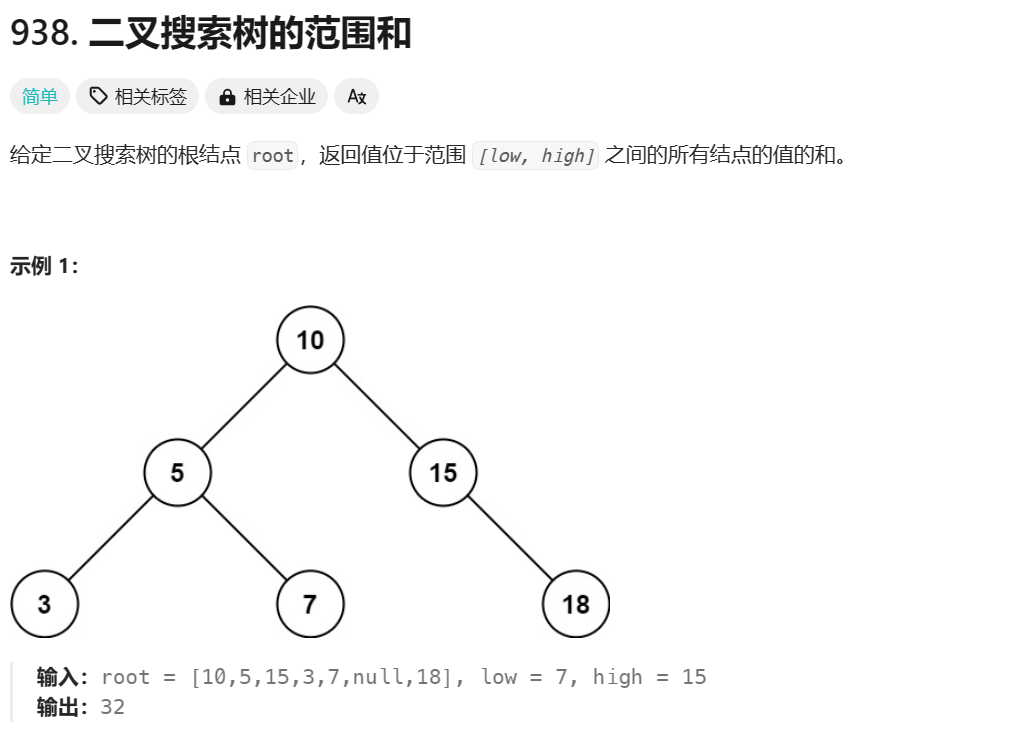 938. 二叉搜索树的范围和
简单 相关标签 相关企业 Ax
给定二叉搜索树的根结点 root，返回值位于范围 [low, high] 之间的所有结点的值的和。
示例 1：
10
5 15
3 7 18
输入：root = [10,5,15,3,7,null,18], low = 7, high = 15
输出：32